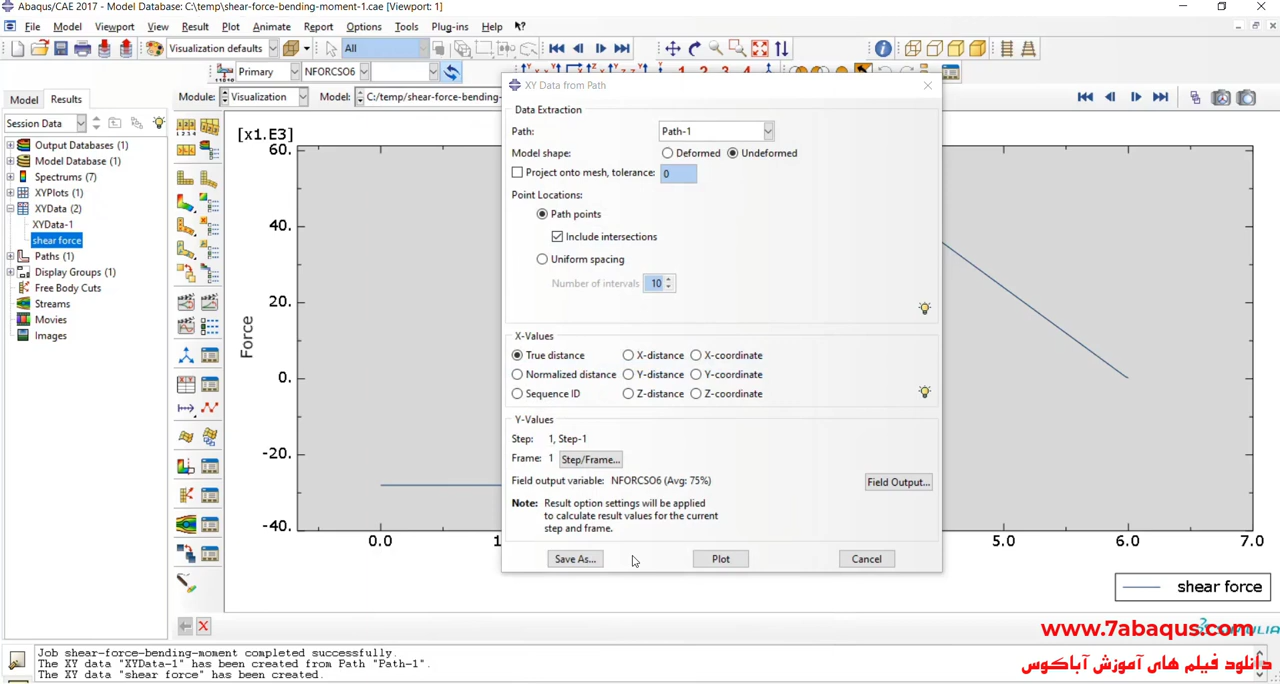 Abaqus/CAE 2017 - Model Database: C:\temp\shear-force-bending-moment-1.cae [Viewport: 1]
File Model Viewport View Result Plot Animate Report Options Tools Plug-ins Help
Visualization defaults All
Primary NFORCSO6
Model Results Module: Visualization Model: C:/temp/shear-force-bending-
Session Data
Output Databases (1)
Model Database (1)
Spectrums (7)
XYPlots (1)
XYData (2)
XYData-1
shear force
Paths (1)
Display Groups (1)
Free Body Cuts
Streams
Movies
Images
XY Data from Path
Data Extraction
Path: Path-1
Model shape: Deformed Undeformed
Project onto mesh, tolerance: 0
Point Locations:
Path points
Include intersections
Uniform spacing
Number of intervals 10
X-Values
True distance X-distance X-coordinate
Normalized distance Y-distance Y-coordinate
Sequence ID Z-distance Z-coordinate
Y-Values
Step: 1, Step-1
Frame: 1 Step/Frame...
Field output variable: NFORCSO6 (Avg: 75%) Field Output...
Note: Result option settings will be applied
to calculate result values for the current
step and frame.
Save As... Plot Cancel
[x1.E3]
60.
40.
20.
0.
-20.
-40.
Force
0.0 1 5.0 6.0 7.0
shear force
www.7abaqus.com
دانلود فیلم های آموزش آباکوس
Job shear-force-bending-moment completed successfully.
The XY data "XYData-1" has been created from Path "Path-1".
The XY data "shear force" has been created.